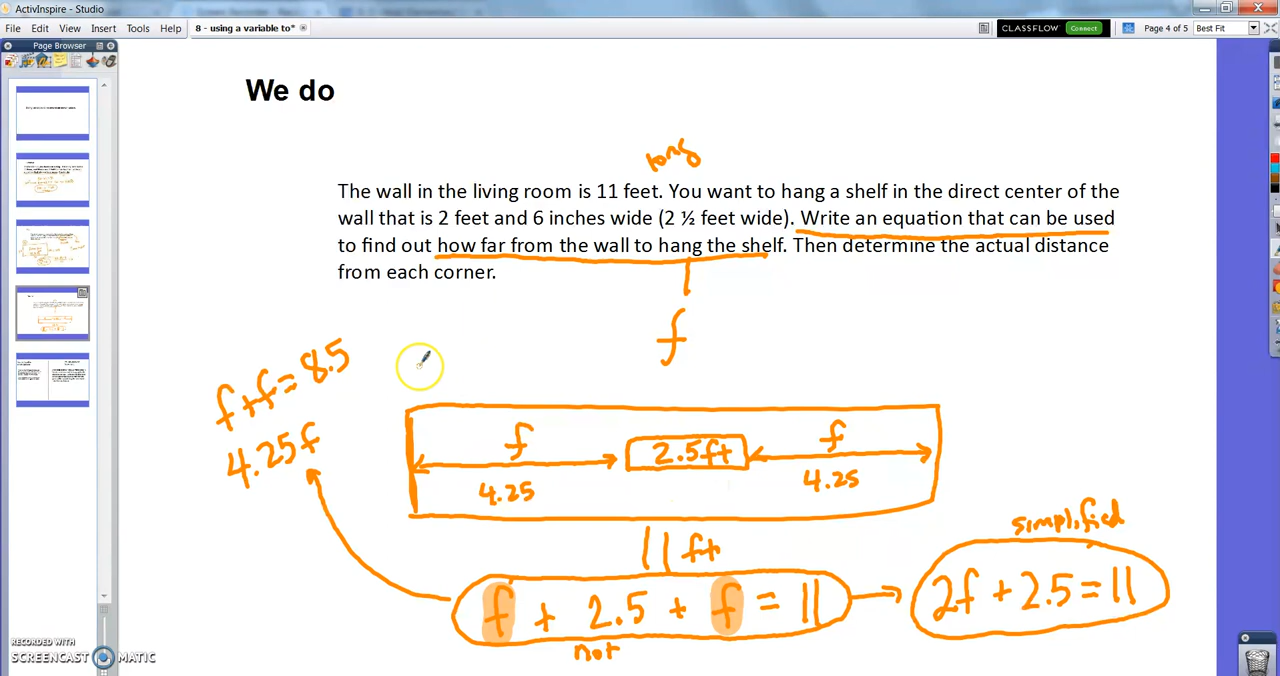 ActivInspire - Studio
File Edit View Insert Tools Help 8 - using a variable to* CLASSFLOW Connect Page 4 of 5 Best Fit
Page Browser
We do
long
The wall in the living room is 11 feet. You want to hang a shelf in the direct center of the
wall that is 2 feet and 6 inches wide (2 ½ feet wide). Write an equation that can be used
to find out how far from the wall to hang the shelf. Then determine the actual distance
from each corner.
f
f+f=8.5
4.25f
f 2.5ft f
4.25 4.25
11 ft
simplified
f + 2.5 + f = 11
2f + 2.5 = 11
not
RECORDED WITH
SCREENCAST MATIC